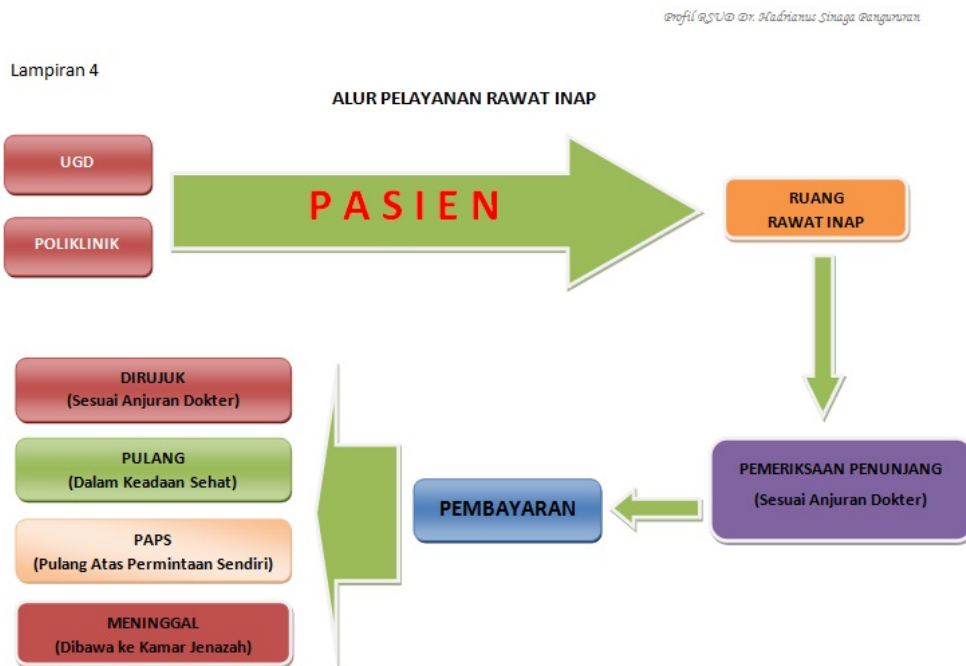 Profil RSUD Dr. Hadrianus Sinaga Pangururan
Lampiran 4
ALUR PELAYANAN RAWAT INAP
UGD
POLIKLINIK
PASIEN
RUANG
RAWAT INAP
PEMERIKSAAN PENUNJANG
(Sesuai Anjuran Dokter)
PEMBAYARAN
DIRUJUK
(Sesuai Anjuran Dokter)
PULANG
(Dalam Keadaan Sehat)
PAPS
(Pulang Atas Permintaan Sendiri)
MENINGGAL
(Dibawa ke Kamar Jenazah)